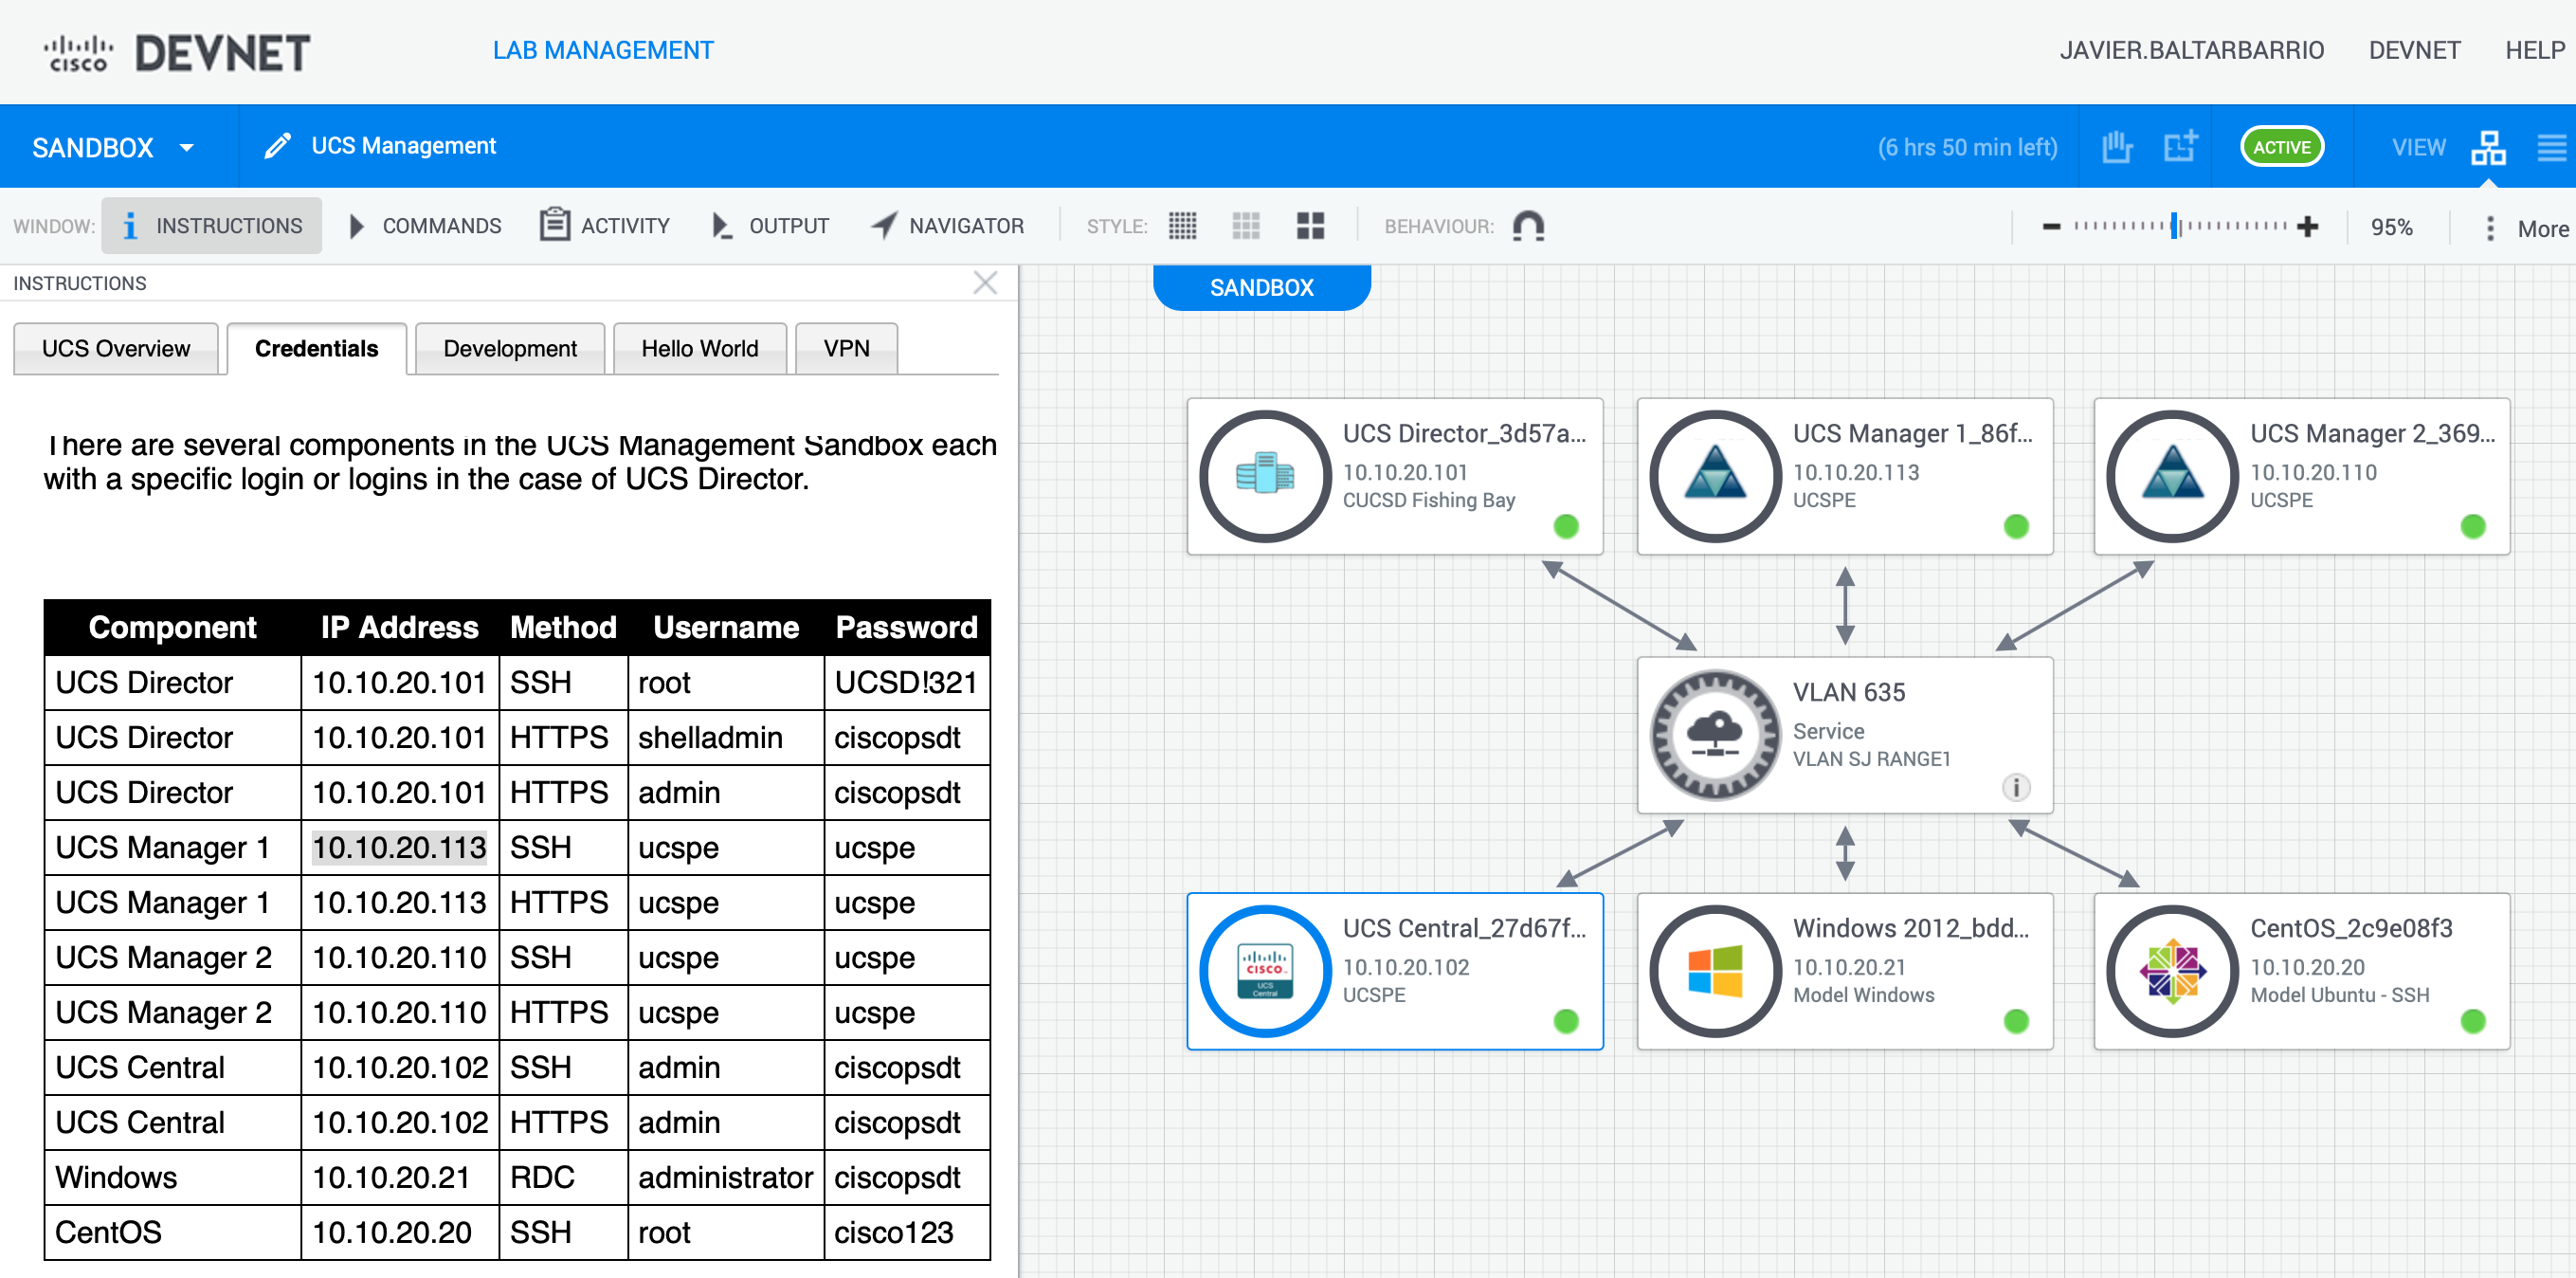 CISCO DEVNET LAB MANAGEMENT JAVIER.BALTARBARRIO DEVNET HELP
SANDBOX UCS Management (6 hrs 50 min left) ACTIVE VIEW
WINDOW: INSTRUCTIONS COMMANDS ACTIVITY OUTPUT NAVIGATOR STYLE: BEHAVIOUR: 95% More
INSTRUCTIONS
UCS Overview Credentials Development Hello World VPN
There are several components in the UCS Management Sandbox each
with a specific login or logins in the case of UCS Director.
Component IP Address Method Username Password
UCS Director 10.10.20.101 SSH root UCSD!321
UCS Director 10.10.20.101 HTTPS shelladmin ciscopsdt
UCS Director 10.10.20.101 HTTPS admin ciscopsdt
UCS Manager 1 10.10.20.113 SSH ucspe ucspe
UCS Manager 1 10.10.20.113 HTTPS ucspe ucspe
UCS Manager 2 10.10.20.110 SSH ucspe ucspe
UCS Manager 2 10.10.20.110 HTTPS ucspe ucspe
UCS Central 10.10.20.102 SSH admin ciscopsdt
UCS Central 10.10.20.102 HTTPS admin ciscopsdt
Windows 10.10.20.21 RDC administrator ciscopsdt
CentOS 10.10.20.20 SSH root cisco123
SANDBOX
UCS Director_3d57a...
10.10.20.101
CUCSD Fishing Bay
UCS Manager 1_86f...
10.10.20.113
UCSPE
UCS Manager 2_369...
10.10.20.110
UCSPE
VLAN 635
Service
VLAN SJ RANGE1
i
CISCO.
UCS
Central
UCS Central_27d67f...
10.10.20.102
UCSPE
Windows 2012_bdd...
10.10.20.21
Model Windows
CentOS_2c9e08f3
10.10.20.20
Model Ubuntu - SSH